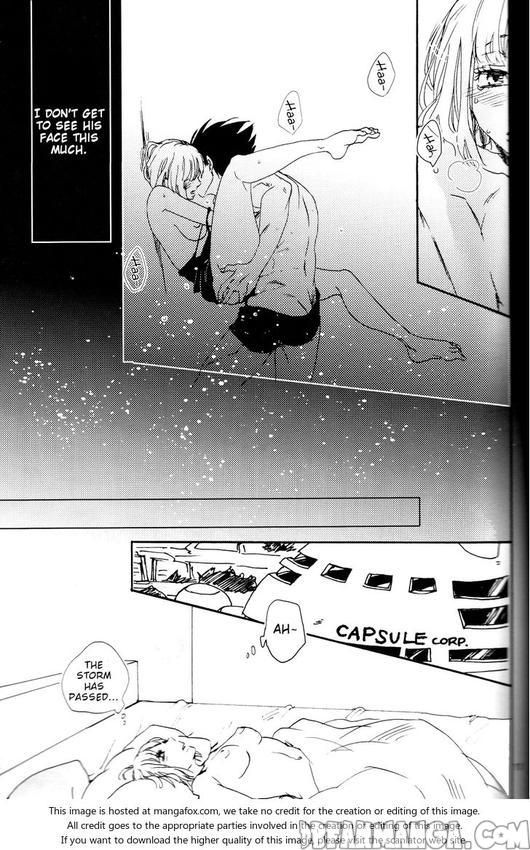 Hah
Haa-
Haa-
I DON'T GET
TO SEE HIS
FACE THIS
MUCH.
Haa-
AH~
CAPSULE CORP.
THE
STORM
HAS
PASSED...
This image is hosted at mangafox.com, we take no credit for the creation or editing of this image.
All credit goes to the appropriate parties involved in the creation or editing of this image.
If you want to download the higher quality of this image, please visit the scanlator web site.
DREAMMANGA.COM